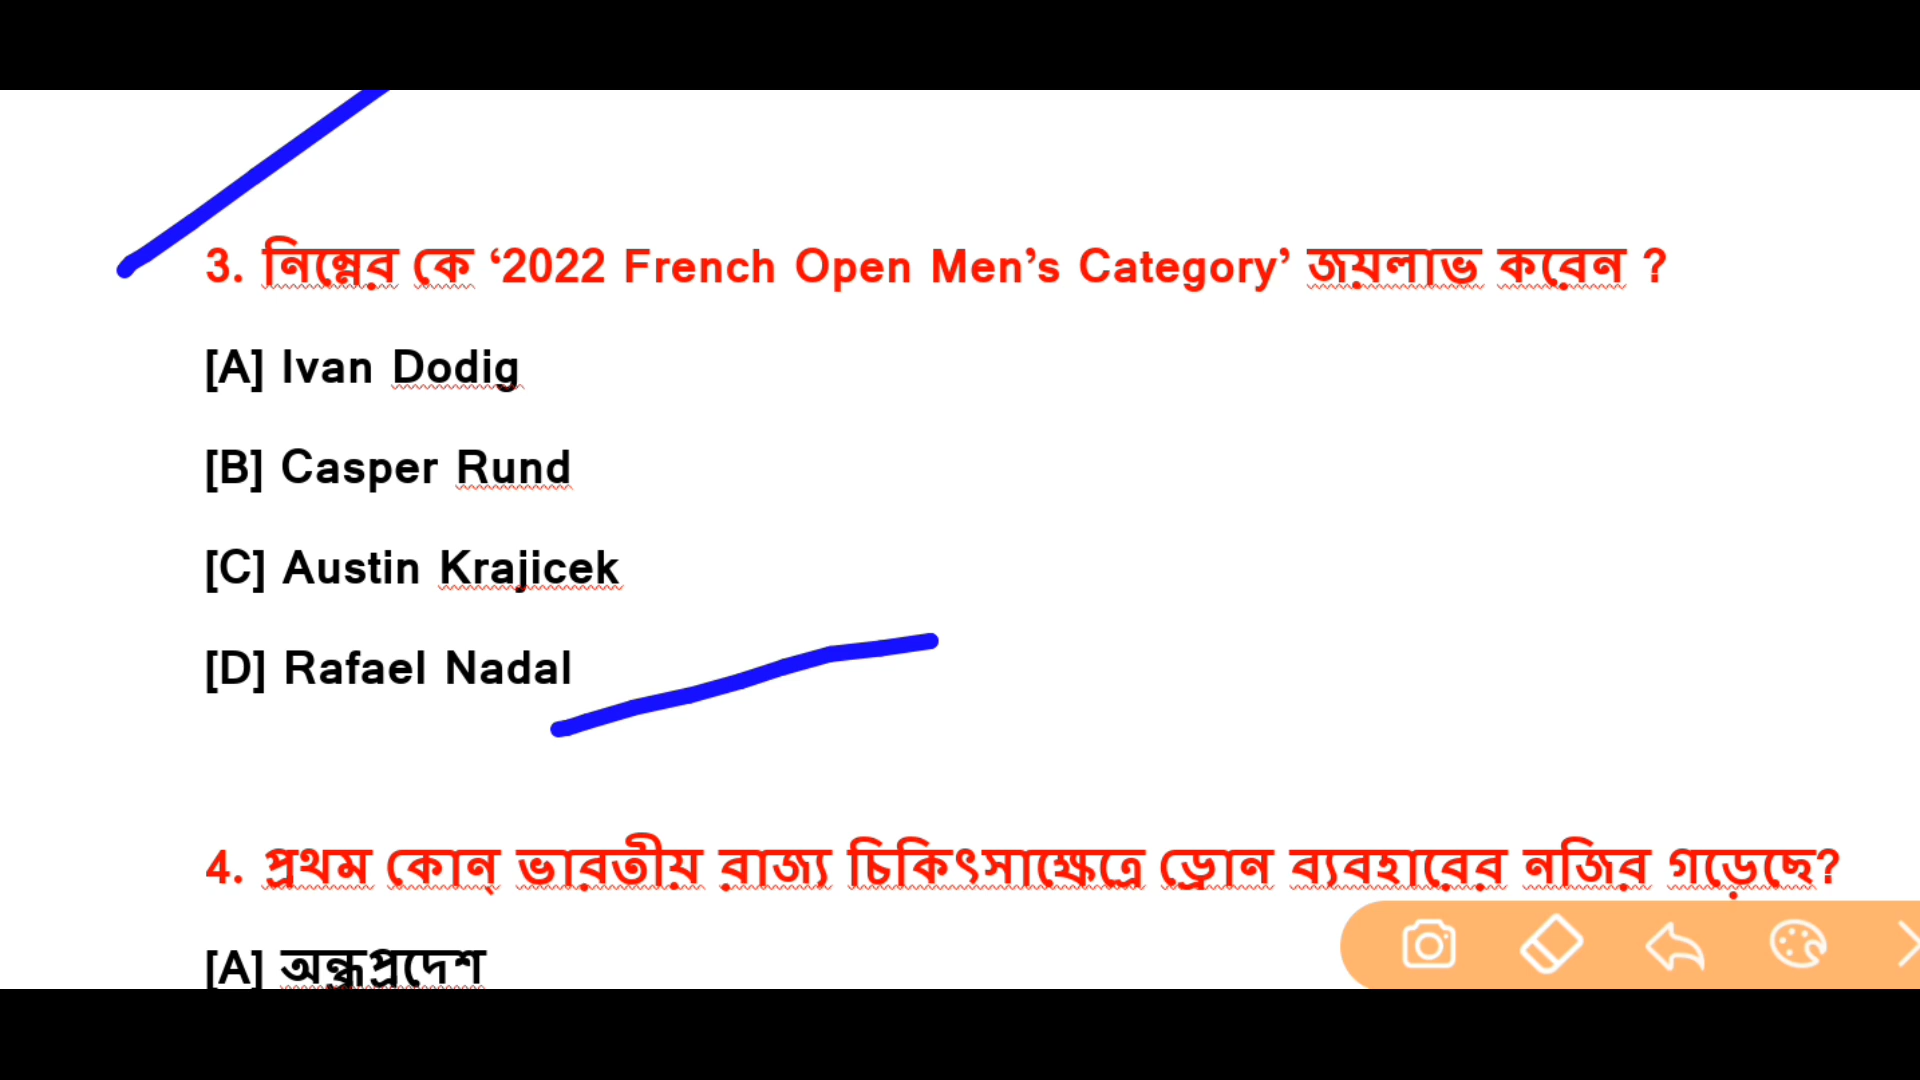 3. নিম্নের কে ‘2022 French Open Men’s Category’ জয়লাভ করেন ?
[A] Ivan Dodig
[B] Casper Rund
[C] Austin Krajicek
[D] Rafael Nadal
4. প্রথম কোন্ ভারতীয় রাজ্য চিকিৎসাক্ষেত্রে ড্রোন ব্যবহারের নজির গড়েছে?
[A] অন্ধ্রপ্রদেশ